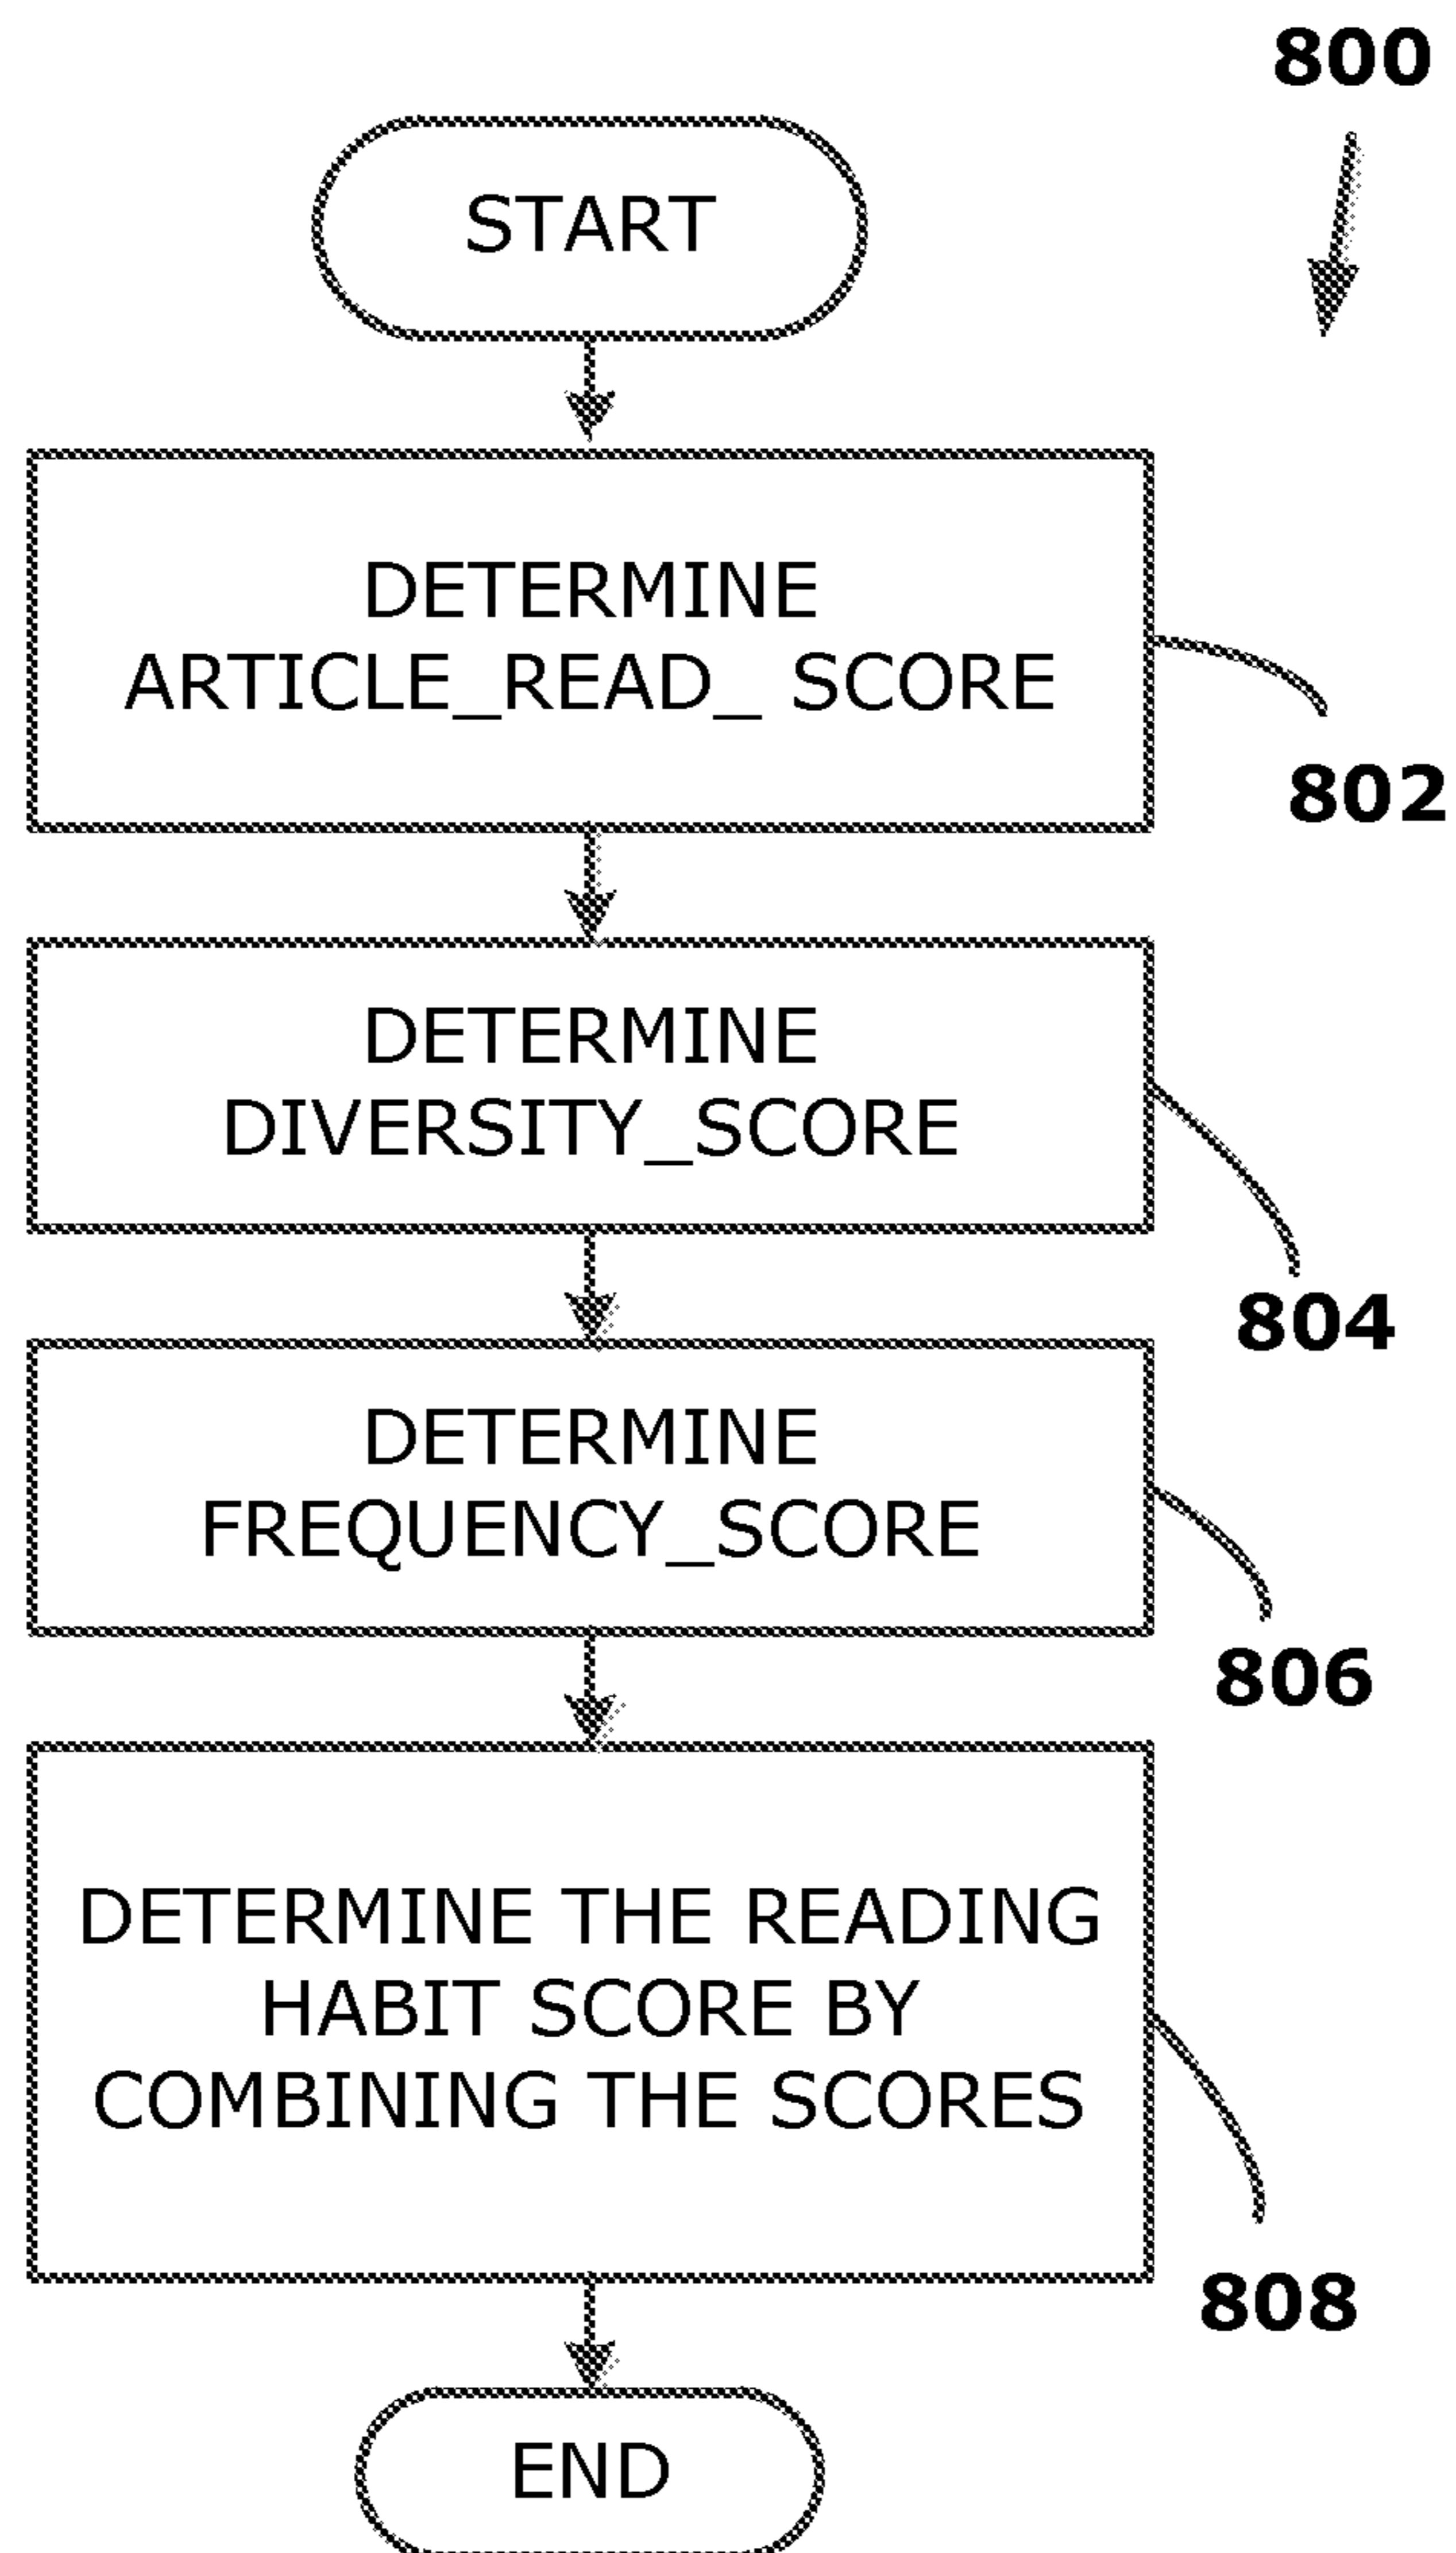 800
START
DETERMINE
ARTICLE_READ_ SCORE
802
DETERMINE
DIVERSITY_SCORE
804
DETERMINE
FREQUENCY_SCORE
806
DETERMINE THE READING
HABIT SCORE BY
COMBINING THE SCORES
808
END